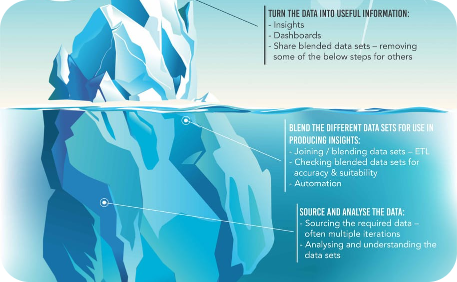 TURN THE DATA INTO USEFUL INFORMATION:
- Insights
- Dashboards
- Share blended data sets – removing
some of the below steps for others
BLEND THE DIFFERENT DATA SETS FOR USE IN
PRODUCING INSIGHTS:
- Joining / blending data sets – ETL
- Checking blended data sets for
accuracy & suitability
- Automation
SOURCE AND ANALYSE THE DATA:
- Sourcing the required data –
often multiple iterations
- Analysing and understanding the
data sets